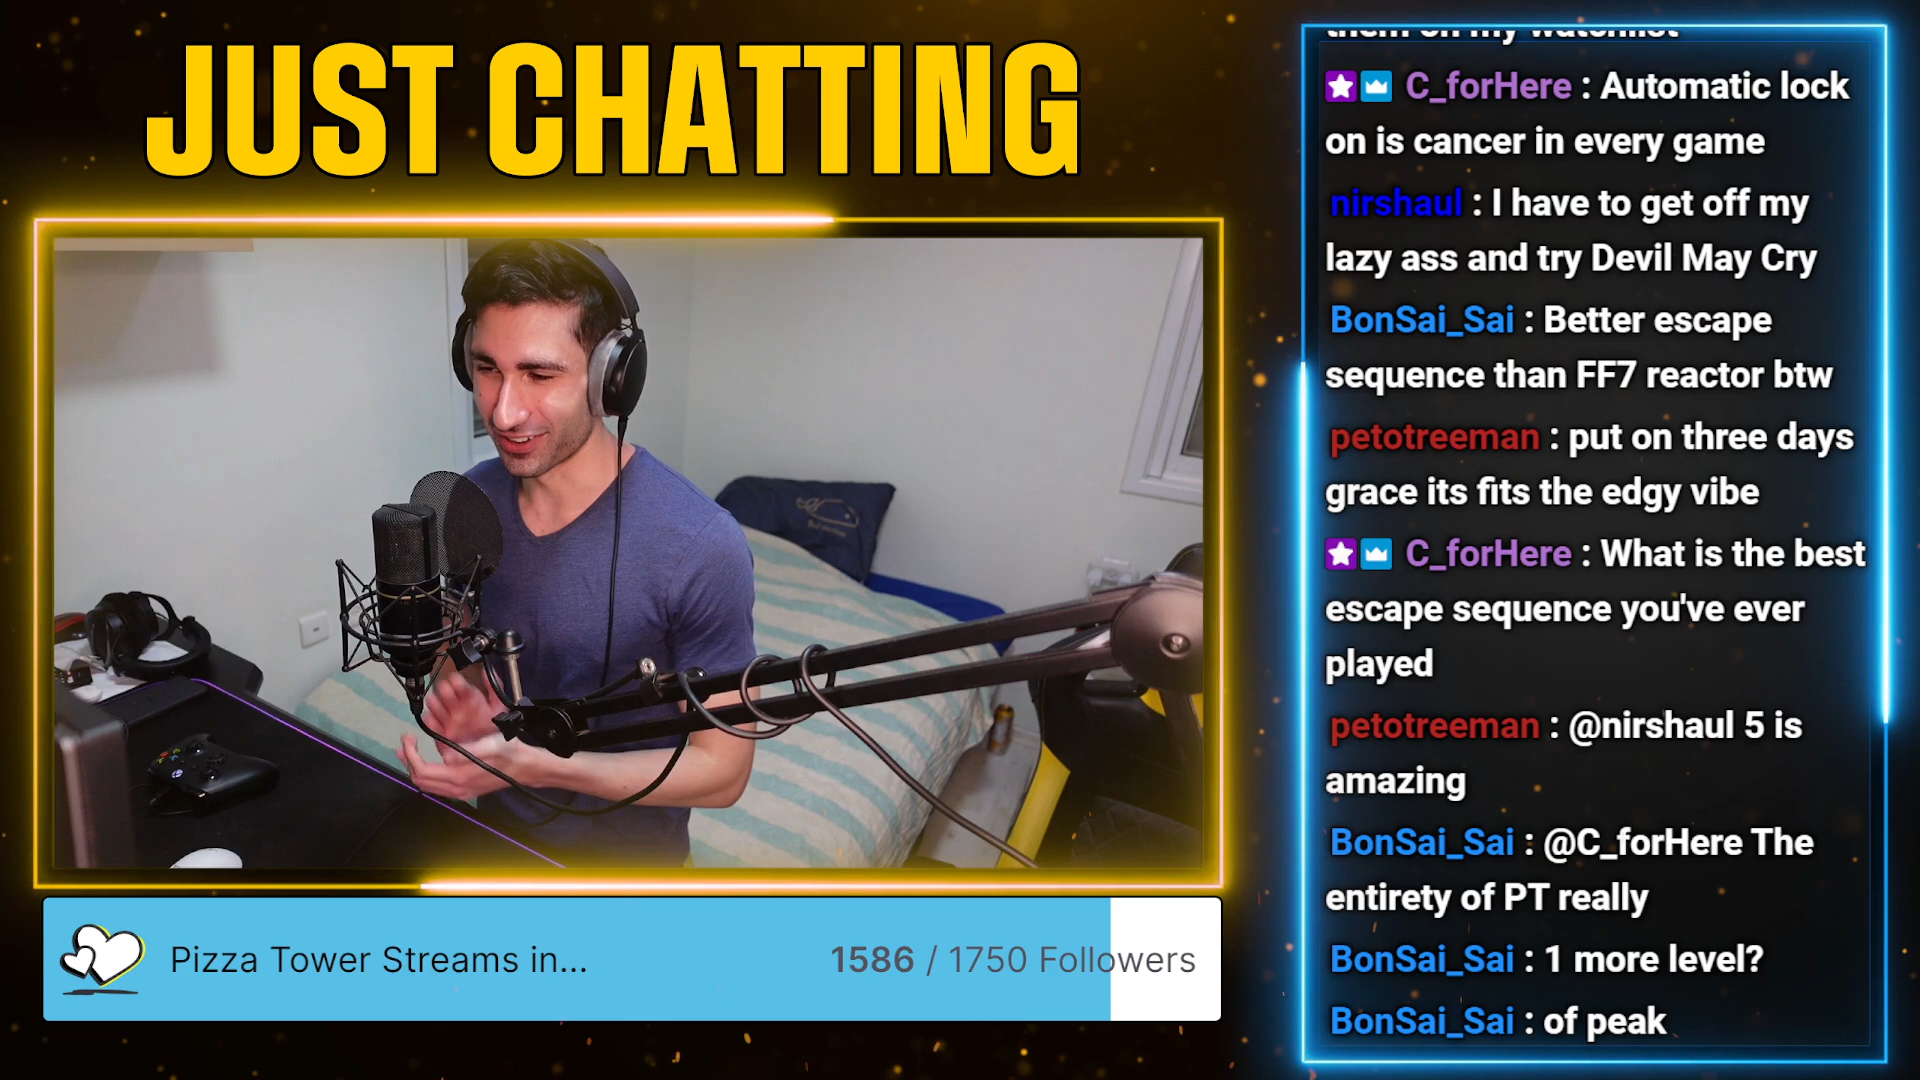 JUST CHATTING
them on my watchlist
C_forHere : Automatic lock
on is cancer in every game
nirshaul : I have to get off my
lazy ass and try Devil May Cry
BonSai_Sai : Better escape
sequence than FF7 reactor btw
petotreeman : put on three days
grace its fits the edgy vibe
C_forHere : What is the best
escape sequence you've ever
played
petotreeman : @nirshaul 5 is
amazing
BonSai_Sai : @C_forHere The
entirety of PT really
BonSai_Sai : 1 more level?
BonSai_Sai : of peak
Pizza Tower Streams in... 1586 / 1750 Followers